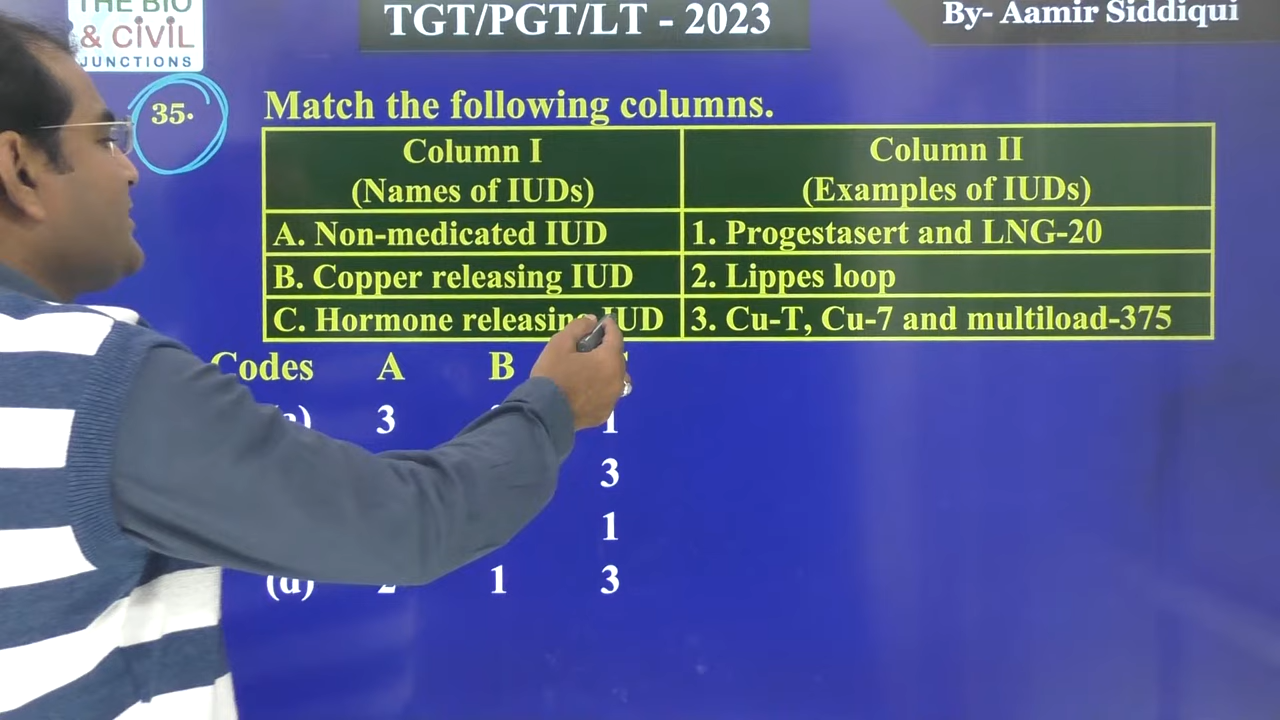 THE BIO
& CIVIL
JUNCTIONS
TGT/PGT/LT - 2023
By- Aamir Siddiqui
35. Match the following columns.
Column I Column II
(Names of IUDs) (Examples of IUDs)
A. Non-medicated IUD 1. Progestasert and LNG-20
B. Copper releasing IUD 2. Lippes loop
C. Hormone releasing IUD 3. Cu-T, Cu-7 and multiload-375
Codes A B
3 1
3
1
(d) 2 1 3